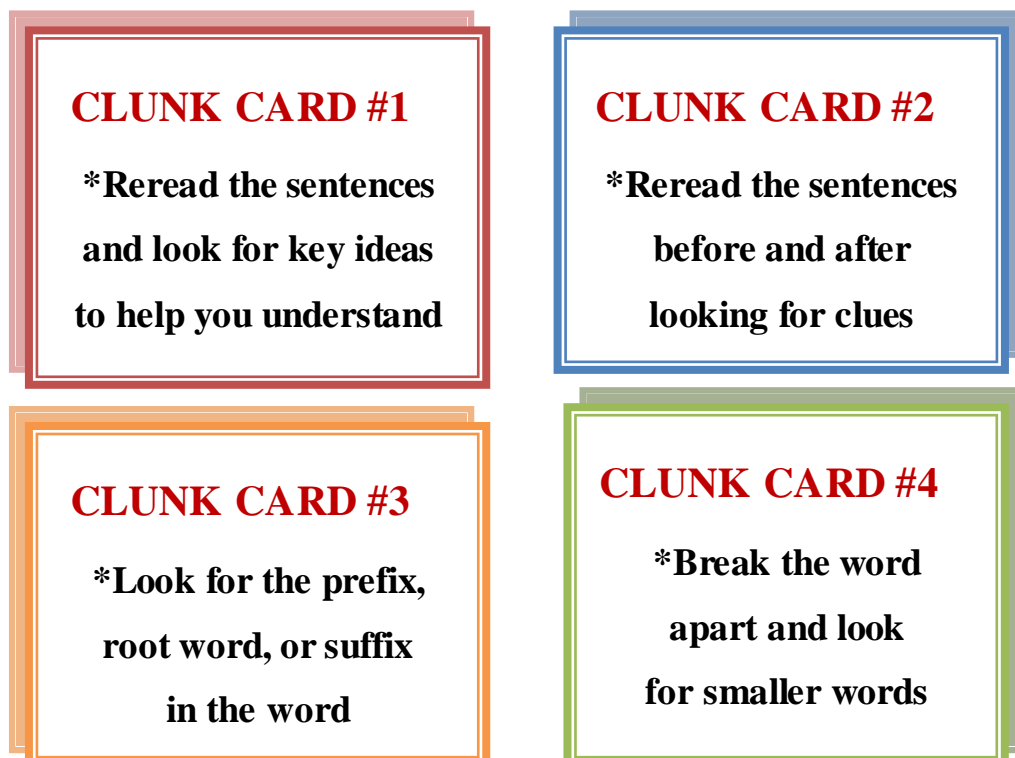 CLUNK CARD #1
*Reread the sentences
and look for key ideas
to help you understand
CLUNK CARD #2
*Reread the sentences
before and after
looking for clues
CLUNK CARD #3
*Look for the prefix,
root word, or suffix
in the word
CLUNK CARD #4
*Break the word
apart and look
for smaller words